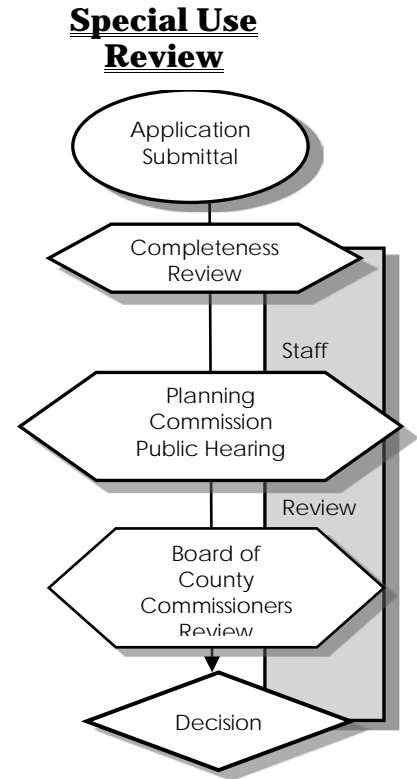 Special Use
Review
Application
Submittal
Completeness
Review
Staff
Planning
Commission
Public Hearing
Review
Board of
County
Commissioners
Review
Decision